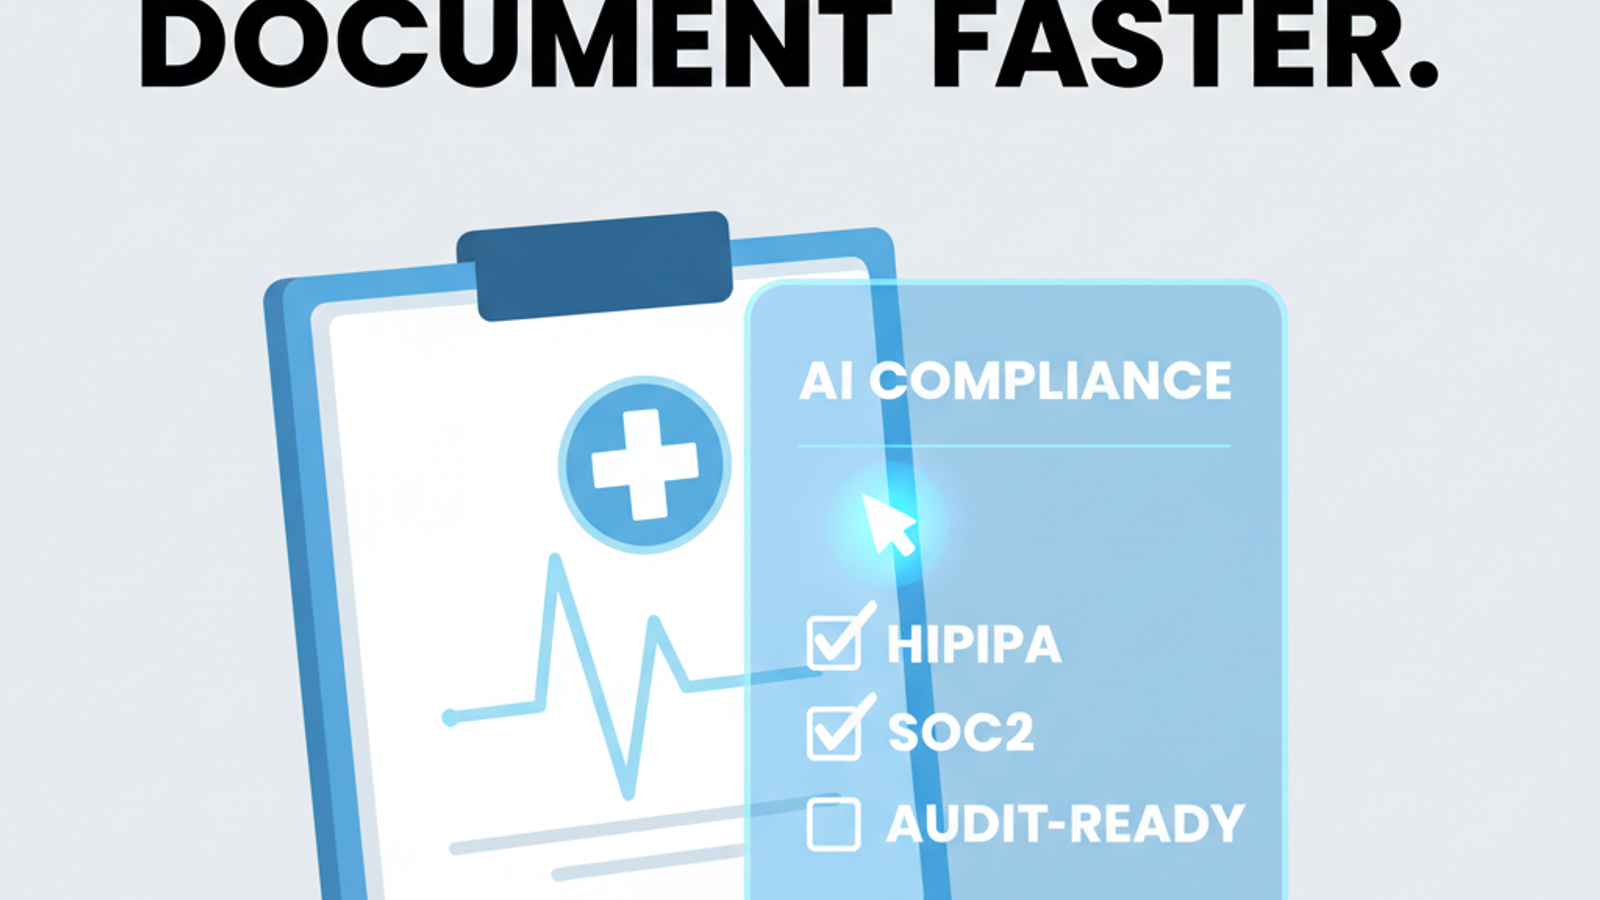 DOCUMENT FASTER.
AI COMPLIANCE
HIPIPA
SOC2
AUDIT-READY